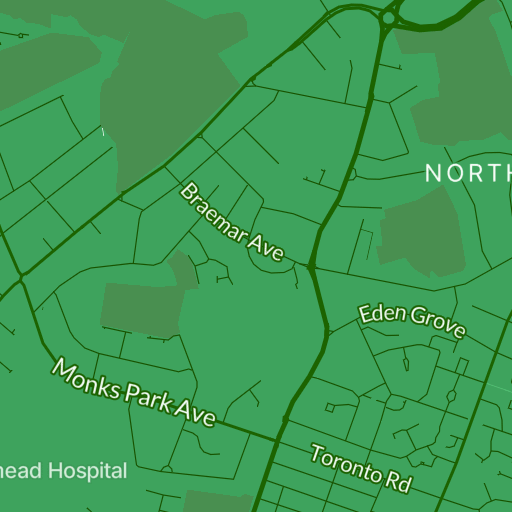 NORTH
Braemar Ave
Eden Grove
Monks Park Ave
Toronto Rd
head Hospital